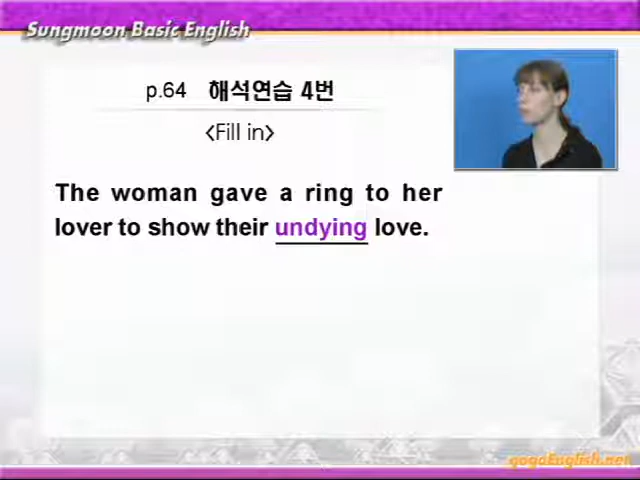 Sungmoon Basic English
p.64 해석연습 4번
<Fill in>
The woman gave a ring to her
lover to show their undying love.
gogoEnglish.net